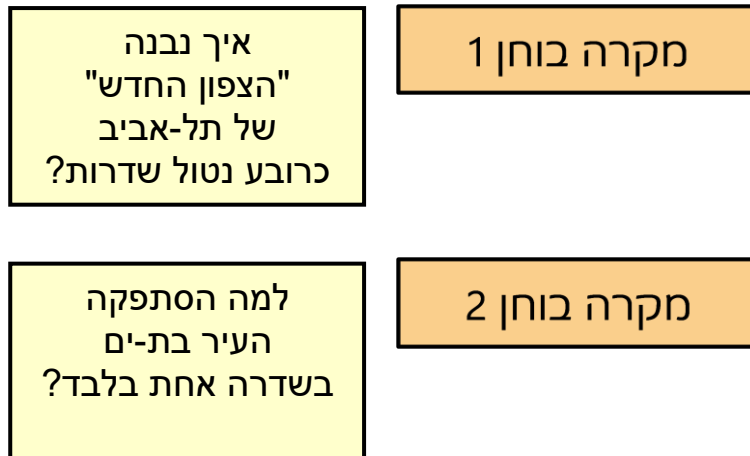 מקרה בוחן 1
איך נבנה
"הצפון החדש"
של תל-אביב
כרובע נטול שדרות?
מקרה בוחן 2
למה הסתפקה
העיר בת-ים
בשדרה אחת בלבד?